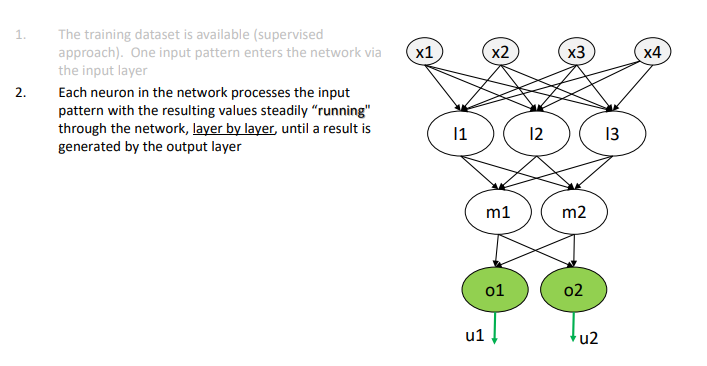 1. The training dataset is available (supervised
approach). One input pattern enters the network via
the input layer
2. Each neuron in the network processes the input
pattern with the resulting values steadily “running"
through the network, layer by layer, until a result is
generated by the output layer
x1 x2 x3 x4
l1 l2 l3
m1 m2
o1 o2
u1 u2